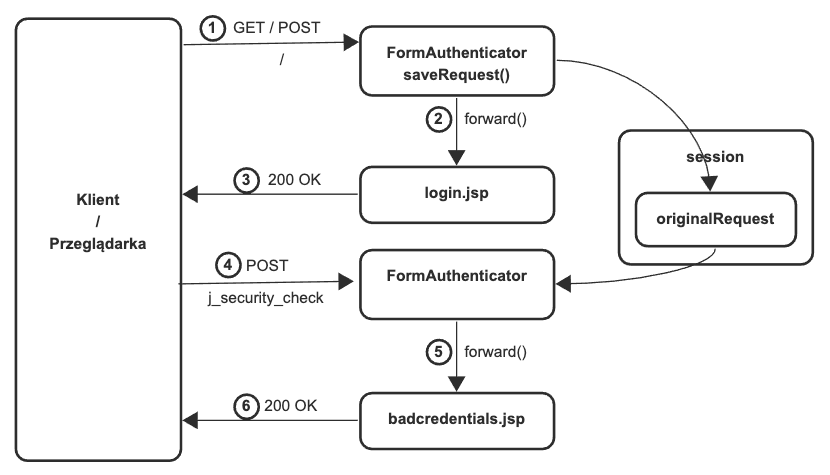 1 GET / POST
/
FormAuthenticator
saveRequest()
2 forward()
session
3 200 OK
login.jsp
originalRequest
Klient
/
Przeglądarka
4 POST
j_security_check
FormAuthenticator
5 forward()
6 200 OK
badcredentials.jsp